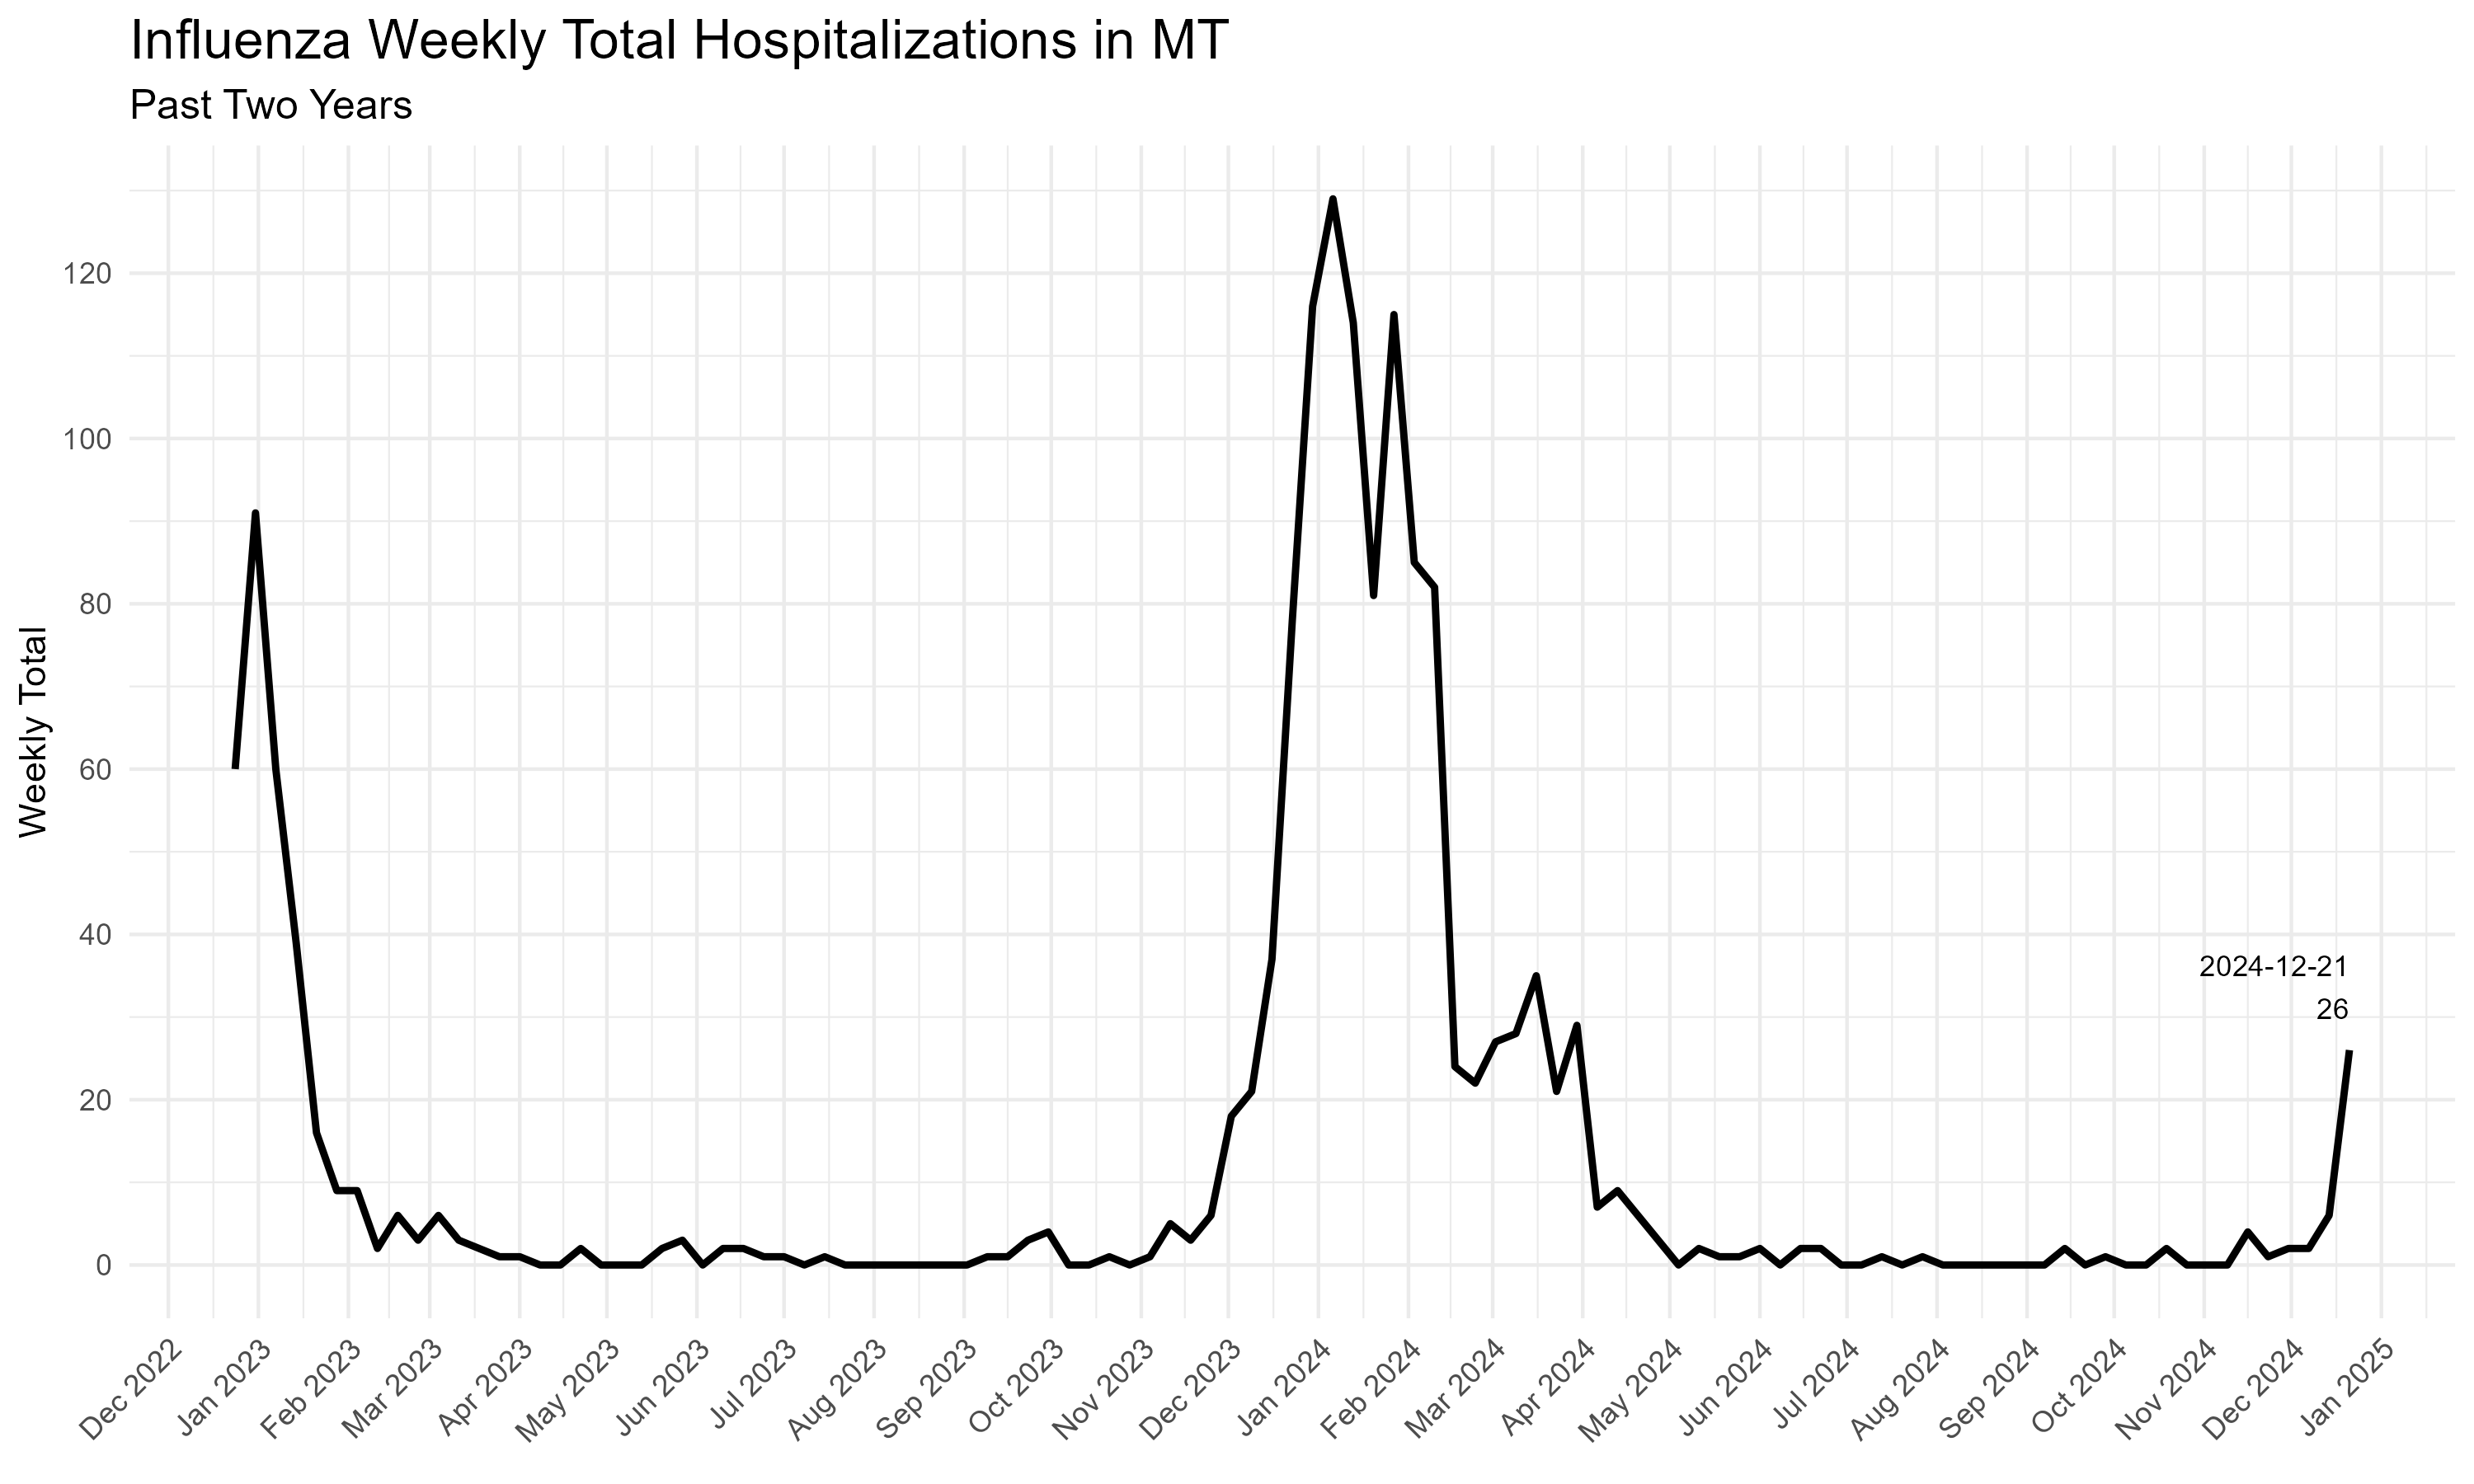 Influenza Weekly Total Hospitalizations in MT
Past Two Years
Weekly Total
120
100
80
60
40
20
0
2024-12-21
26
Dec 2022
Jan 2023
Feb 2023
Mar 2023
Apr 2023
May 2023
Jun 2023
Jul 2023
Aug 2023
Sep 2023
Oct 2023
Nov 2023
Dec 2023
Jan 2024
Feb 2024
Mar 2024
Apr 2024
May 2024
Jun 2024
Jul 2024
Aug 2024
Sep 2024
Oct 2024
Nov 2024
Dec 2024
Jan 2025